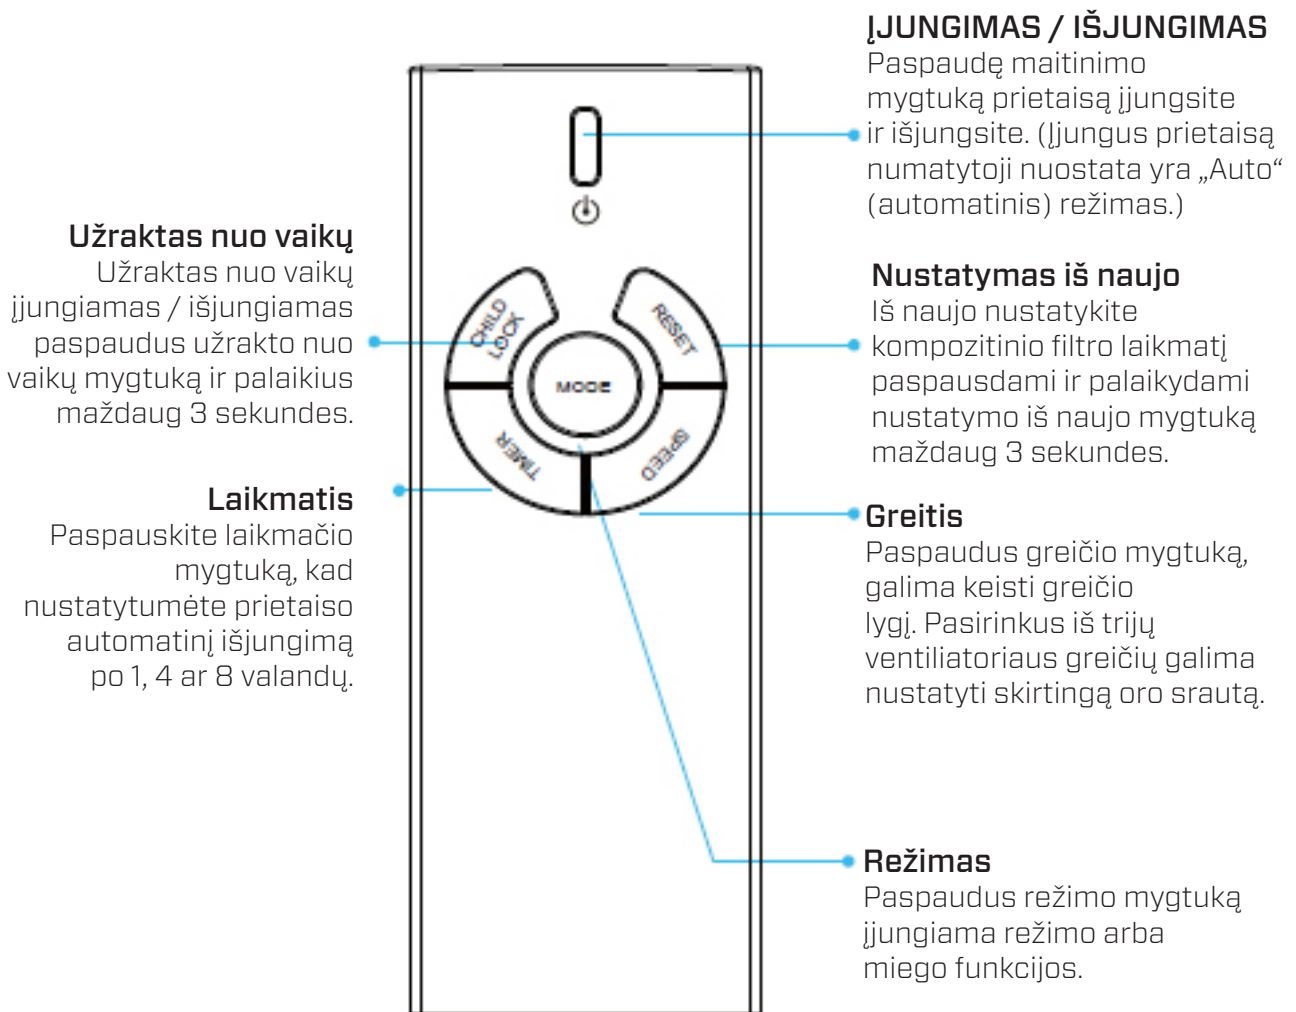 ĮJUNGIMAS / IŠJUNGIMAS
Paspaudę maitinimo
mygtuką prietaisą įjungsite
ir išjungsite. (Įjungus prietaisą
numatytoji nuostata yra „Auto“
(automatinis) režimas.)
Užraktas nuo vaikų
Užraktas nuo vaikų
įjungiamas / išjungiamas
paspaudus užrakto nuo
vaikų mygtuką ir palaikius
maždaug 3 sekundes.
Laikmatis
Paspauskite laikmačio
mygtuką, kad
nustatytumėte prietaiso
automatinį išjungimą
po 1, 4 ar 8 valandų.
CHILD
LOCK
RESET
MODE
TIMER
SPEED
Nustatymas iš naujo
Iš naujo nustatykite
kompozitinio filtro laikmatį
paspausdami ir palaikydami
nustatymo iš naujo mygtuką
maždaug 3 sekundes.
Greitis
Paspaudus greičio mygtuką,
galima keisti greičio
lygį. Pasirinkus iš trijų
ventiliatoriaus greičių galima
nustatyti skirtingą oro srautą.
Režimas
Paspaudus režimo mygtuką
įjungiama režimo arba
miego funkcijos.